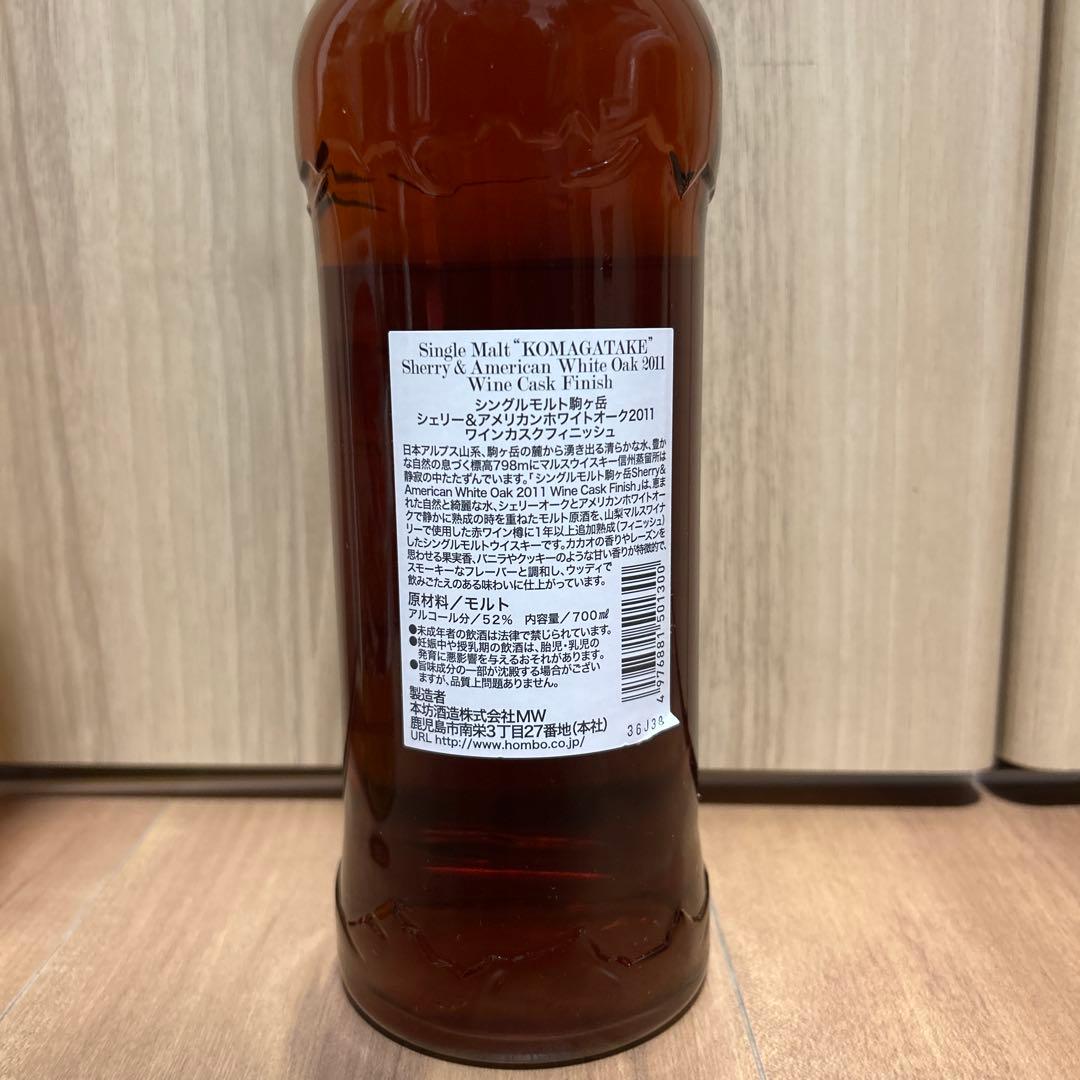 Single Malt “KOMAGATAKE”
Sherry & American White Oak 2011
Wine Cask Finish
シングルモルト駒ヶ岳
シェリー&アメリカンホワイトオーク2011
ワインカスクフィニッシュ
日本アルプス山系、駒ヶ岳の麓から湧き出る清らかな水、豊か
な自然の息づく標高798mにマルスウイスキー信州蒸留所は
静寂の中たたずんでいます。「シングルモルト駒ヶ岳Sherry&
American White Oak 2011 Wine Cask Finish」は、恵ま
れた自然と綺麗な水、シェリーオークとアメリカンホワイトオー
クで静かに熟成の時を重ねたモルト原酒を、山梨マルスワイナ
リーで使用した赤ワイン樽に1年以上追加熟成(フィニッシュ)
したシングルモルトウイスキーです。カカオの香りやレーズンを
思わせる果実香、バニラやクッキーのような甘い香りが特徴的で、
スモーキーなフレーバーと調和し、ウッディで
飲みごたえのある味わいに仕上がっています。
原材料/モルト
アルコール分/52% 内容量/700㎖
●未成年者の飲酒は法律で禁じられています。
●妊娠中や授乳期の飲酒は、胎児・乳児の
発育に悪影響を与えるおそれがあります。
●旨味成分の一部が沈殿する場合がござい
ますが、品質上問題ありません。
製造者
本坊酒造株式会社MW
鹿児島市南栄3丁目27番地(本社)
URL http://www.hombo.co.jp/
4 976881 501300
36J38